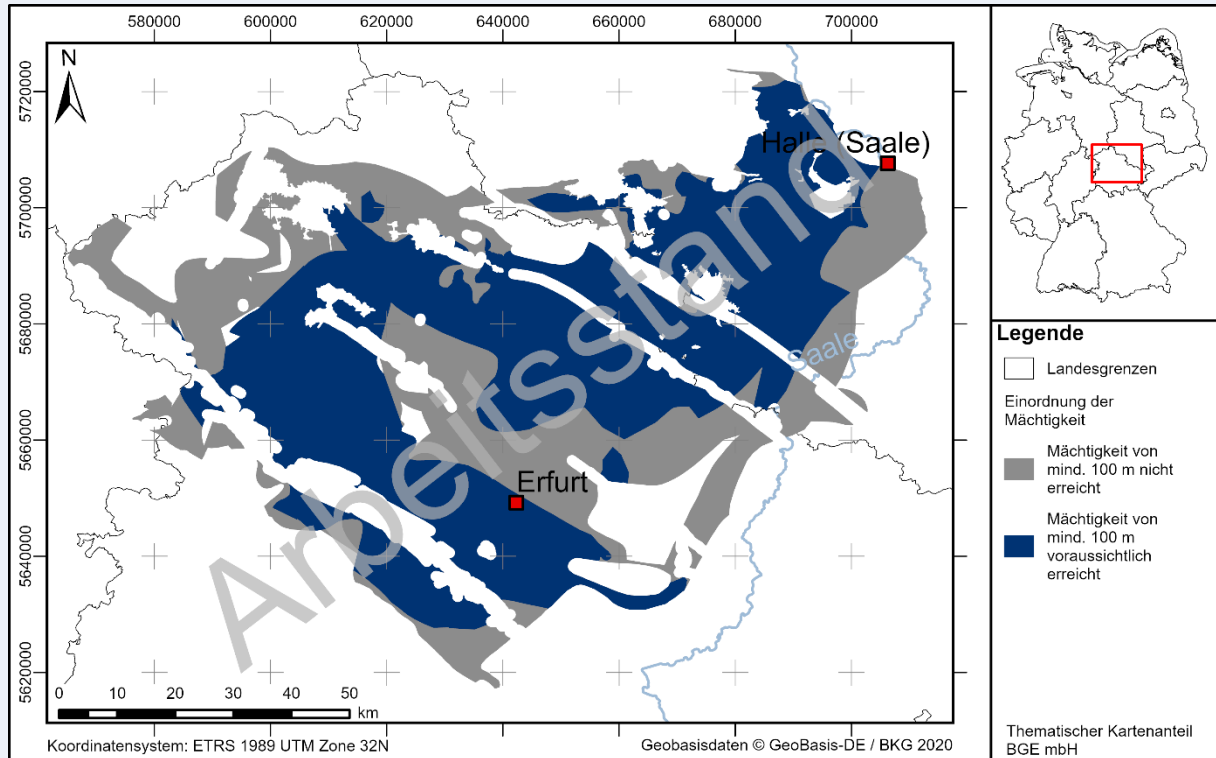 580000 600000 620000 640000 660000 680000 700000
N
5720000
5700000
5680000
5660000
5640000
5620000
Halle (Saale)
Saale
Erfurt
Arbeitsstand
0 10 20 30 40 50
km
Koordinatensystem: ETRS 1989 UTM Zone 32N
Geobasisdaten © GeoBasis-DE / BKG 2020
Legende
Landesgrenzen
Einordnung der
Mächtigkeit
Mächtigkeit von
mind. 100 m nicht
erreicht
Mächtigkeit von
mind. 100 m
voraussichtlich
erreicht
Thematischer Kartenanteil
BGE mbH